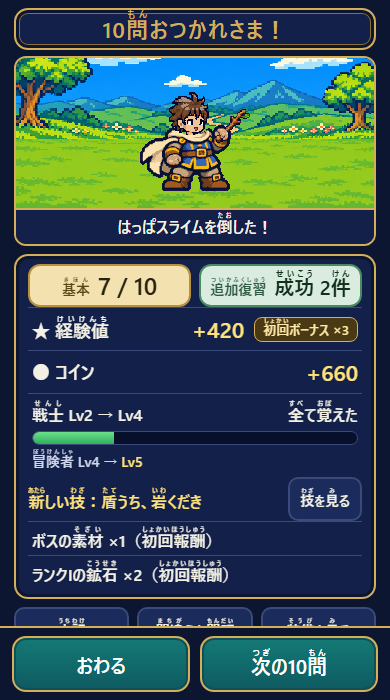 10問おつかれさま！
はっぱスライムを倒した！
基本 7 / 10
追加復習 成功 2件
★ 経験値 +420 初回ボーナス ×3
コイン +660
戦士 Lv2 → Lv4 全て覚えた
冒険者 Lv4 → Lv5
新しい技：盾うち、岩くだき 技を見る
ボスの素材 ×1（初回報酬）
ランクIの鉱石 ×2（初回報酬）
おわる 次の10問